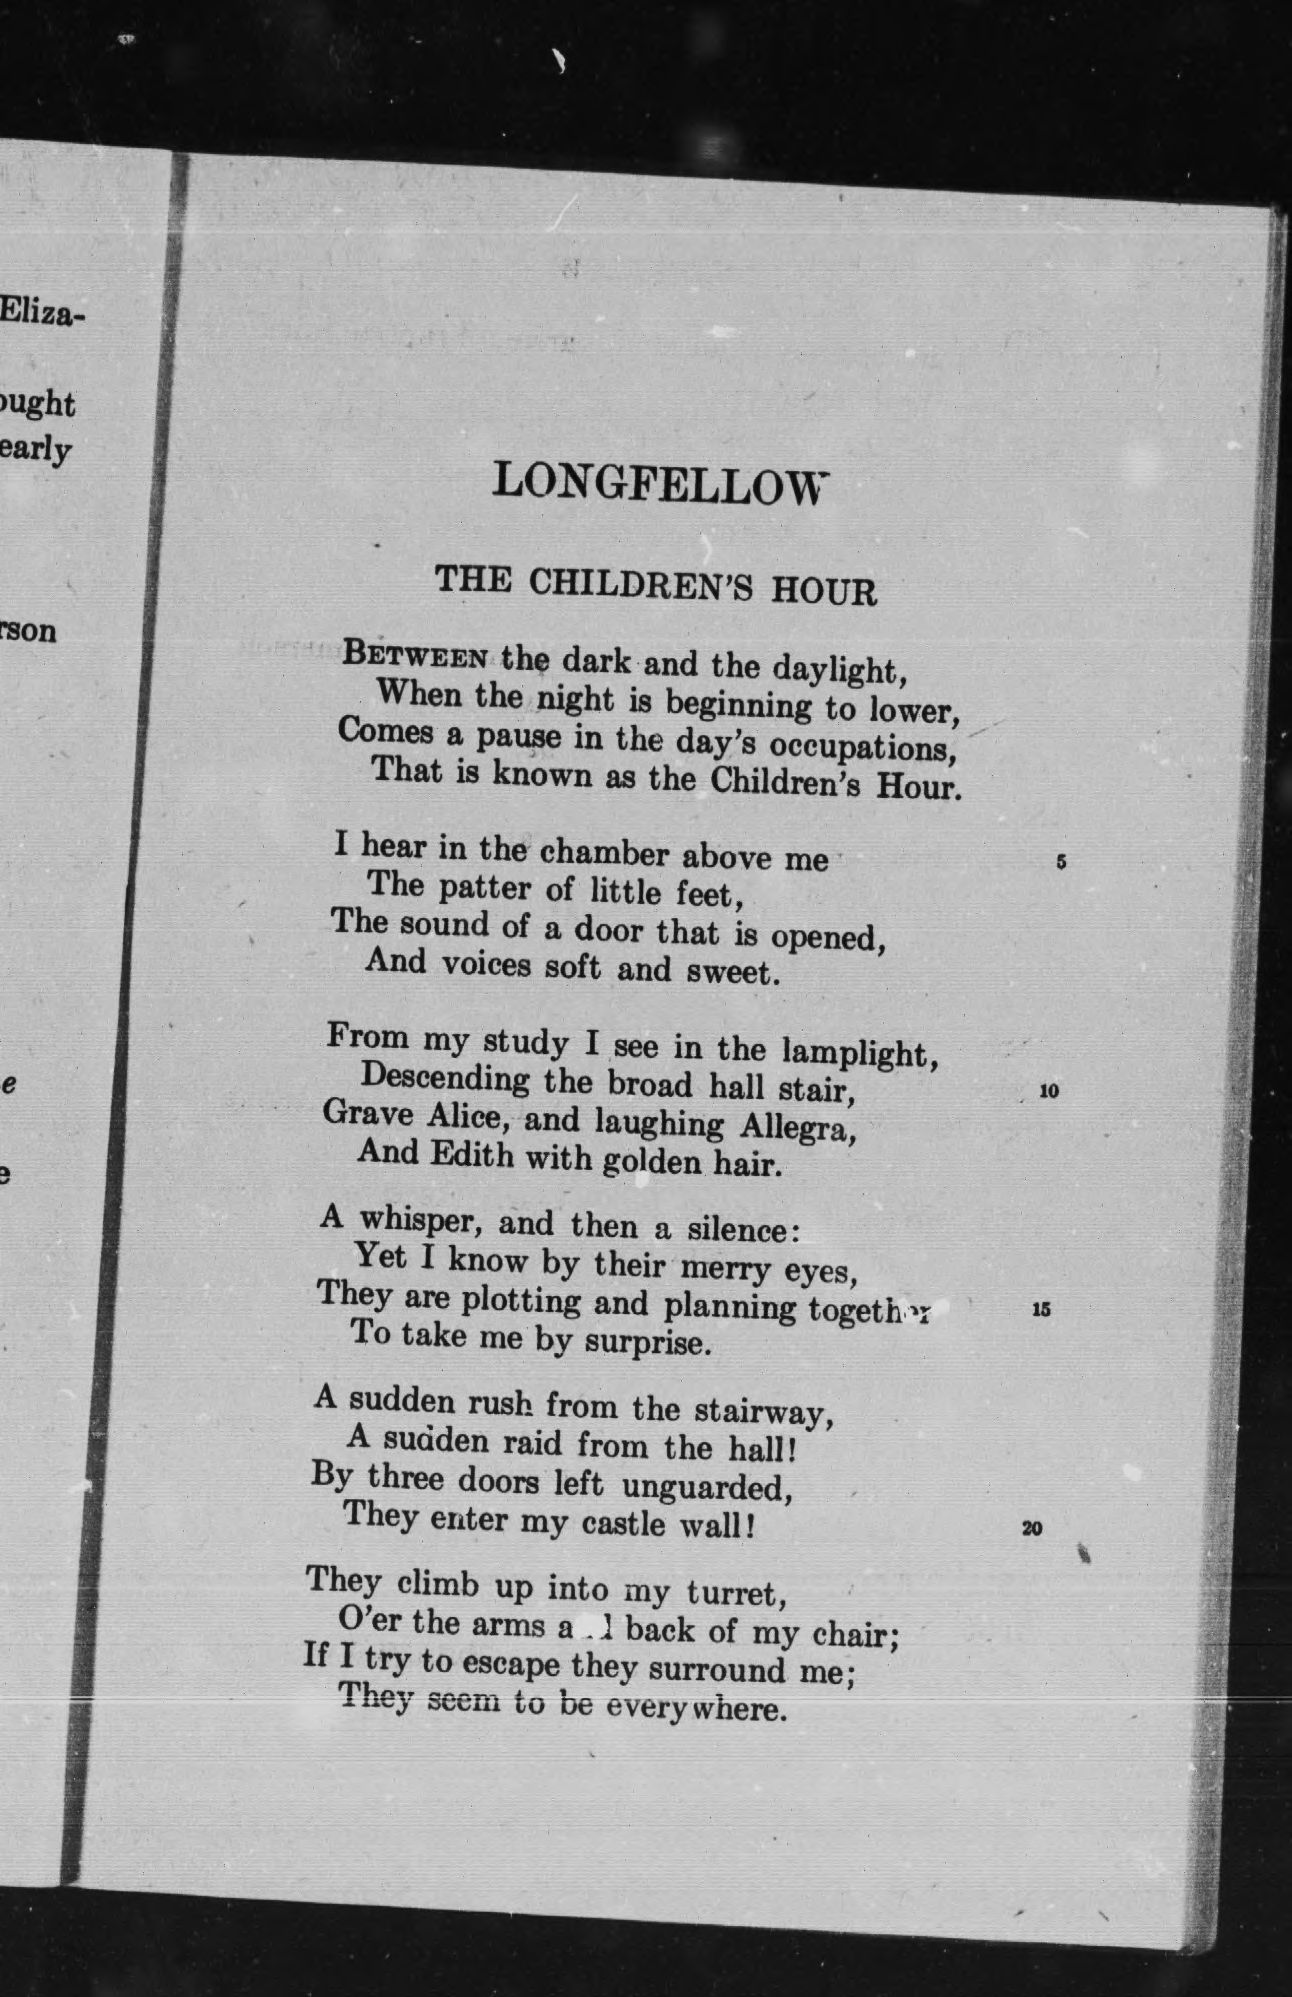 Eliza-
early
LONGFELLOW
THE CHILDREN'S HOUR
BETWEEN the dark and the daylight,
When the night is beginning to lower,
Comes a pause in the day's occupations,
That is known as the Children's Hour.
I hear in the chamber above me 5
The patter of little feet,
The sound of a door that is opened,
And voices soft and sweet.
From my study I see in the lamplight,
Descending the broad hall stair, 10
Grave Alice, and laughing Allegra,
And Edith with golden hair.
A whisper, and then a silence:
Yet I know by their merry eyes,
They are plotting and planning together 15
To take me by surprise.
A sudden rush from the stairway,
A sudden raid from the hall!
By three doors left unguarded,
They enter my castle wall! 20
They climb up into my turret,
O'er the arms a d back of my chair;
If I try to escape they surround me;
They seem to be everywhere.